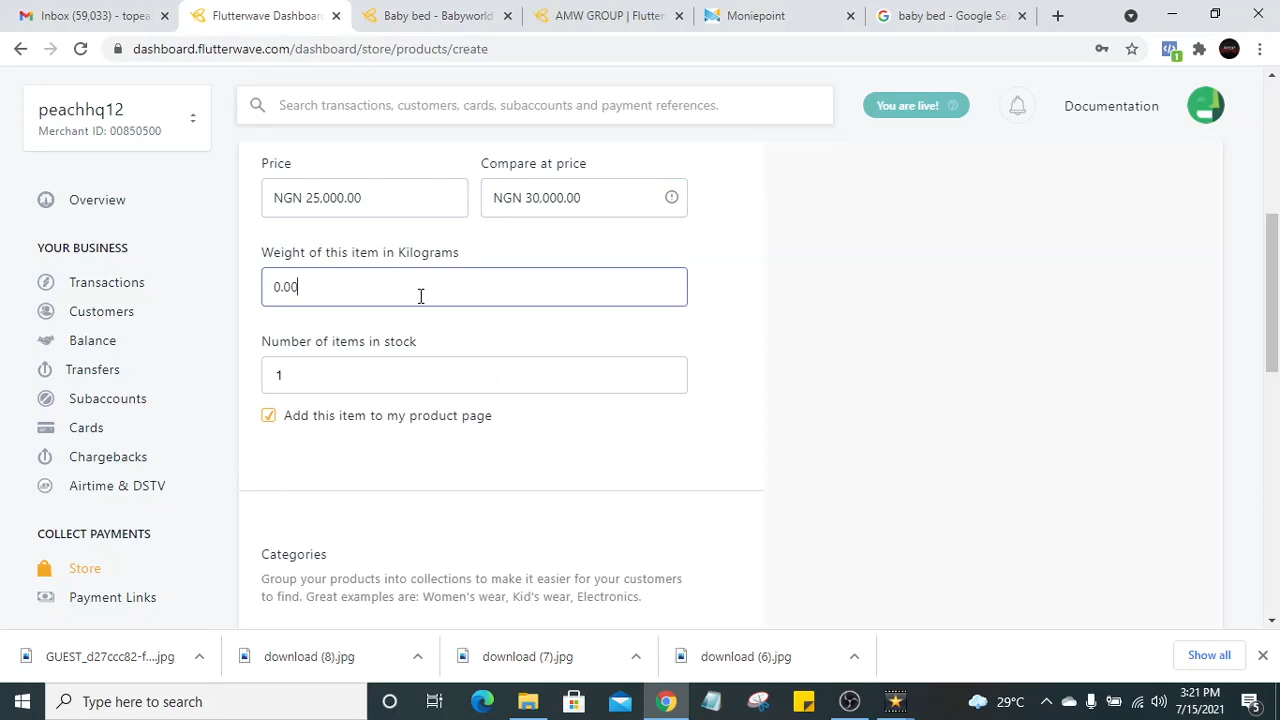 Inbox (59,033) - topea
Flutterwave Dashboa
Baby bed - Babyworld
AMW GROUP | Flutter
Moniepoint
baby bed - Google Se
dashboard.flutterwave.com/dashboard/store/products/create
1
peachhq12
Merchant ID: 00850500
Search transactions, customers, cards, subaccounts and payment references.
You are live!
Documentation
Overview
YOUR BUSINESS
Transactions
Customers
Balance
Transfers
Subaccounts
Cards
Chargebacks
Airtime & DSTV
COLLECT PAYMENTS
Store
Payment Links
Price
Compare at price
NGN 25,000.00
NGN 30,000.00
Weight of this item in Kilograms
0.00
Number of items in stock
1
Add this item to my product page
Categories
Group your products into collections to make it easier for your customers
to find. Great examples are: Women's wear, Kid's wear, Electronics.
GUEST_d27ccc82-f....jpg
download (8).jpg
download (7).jpg
download (6).jpg
Show all
Type here to search
29°C
3:21 PM
7/15/2021
5